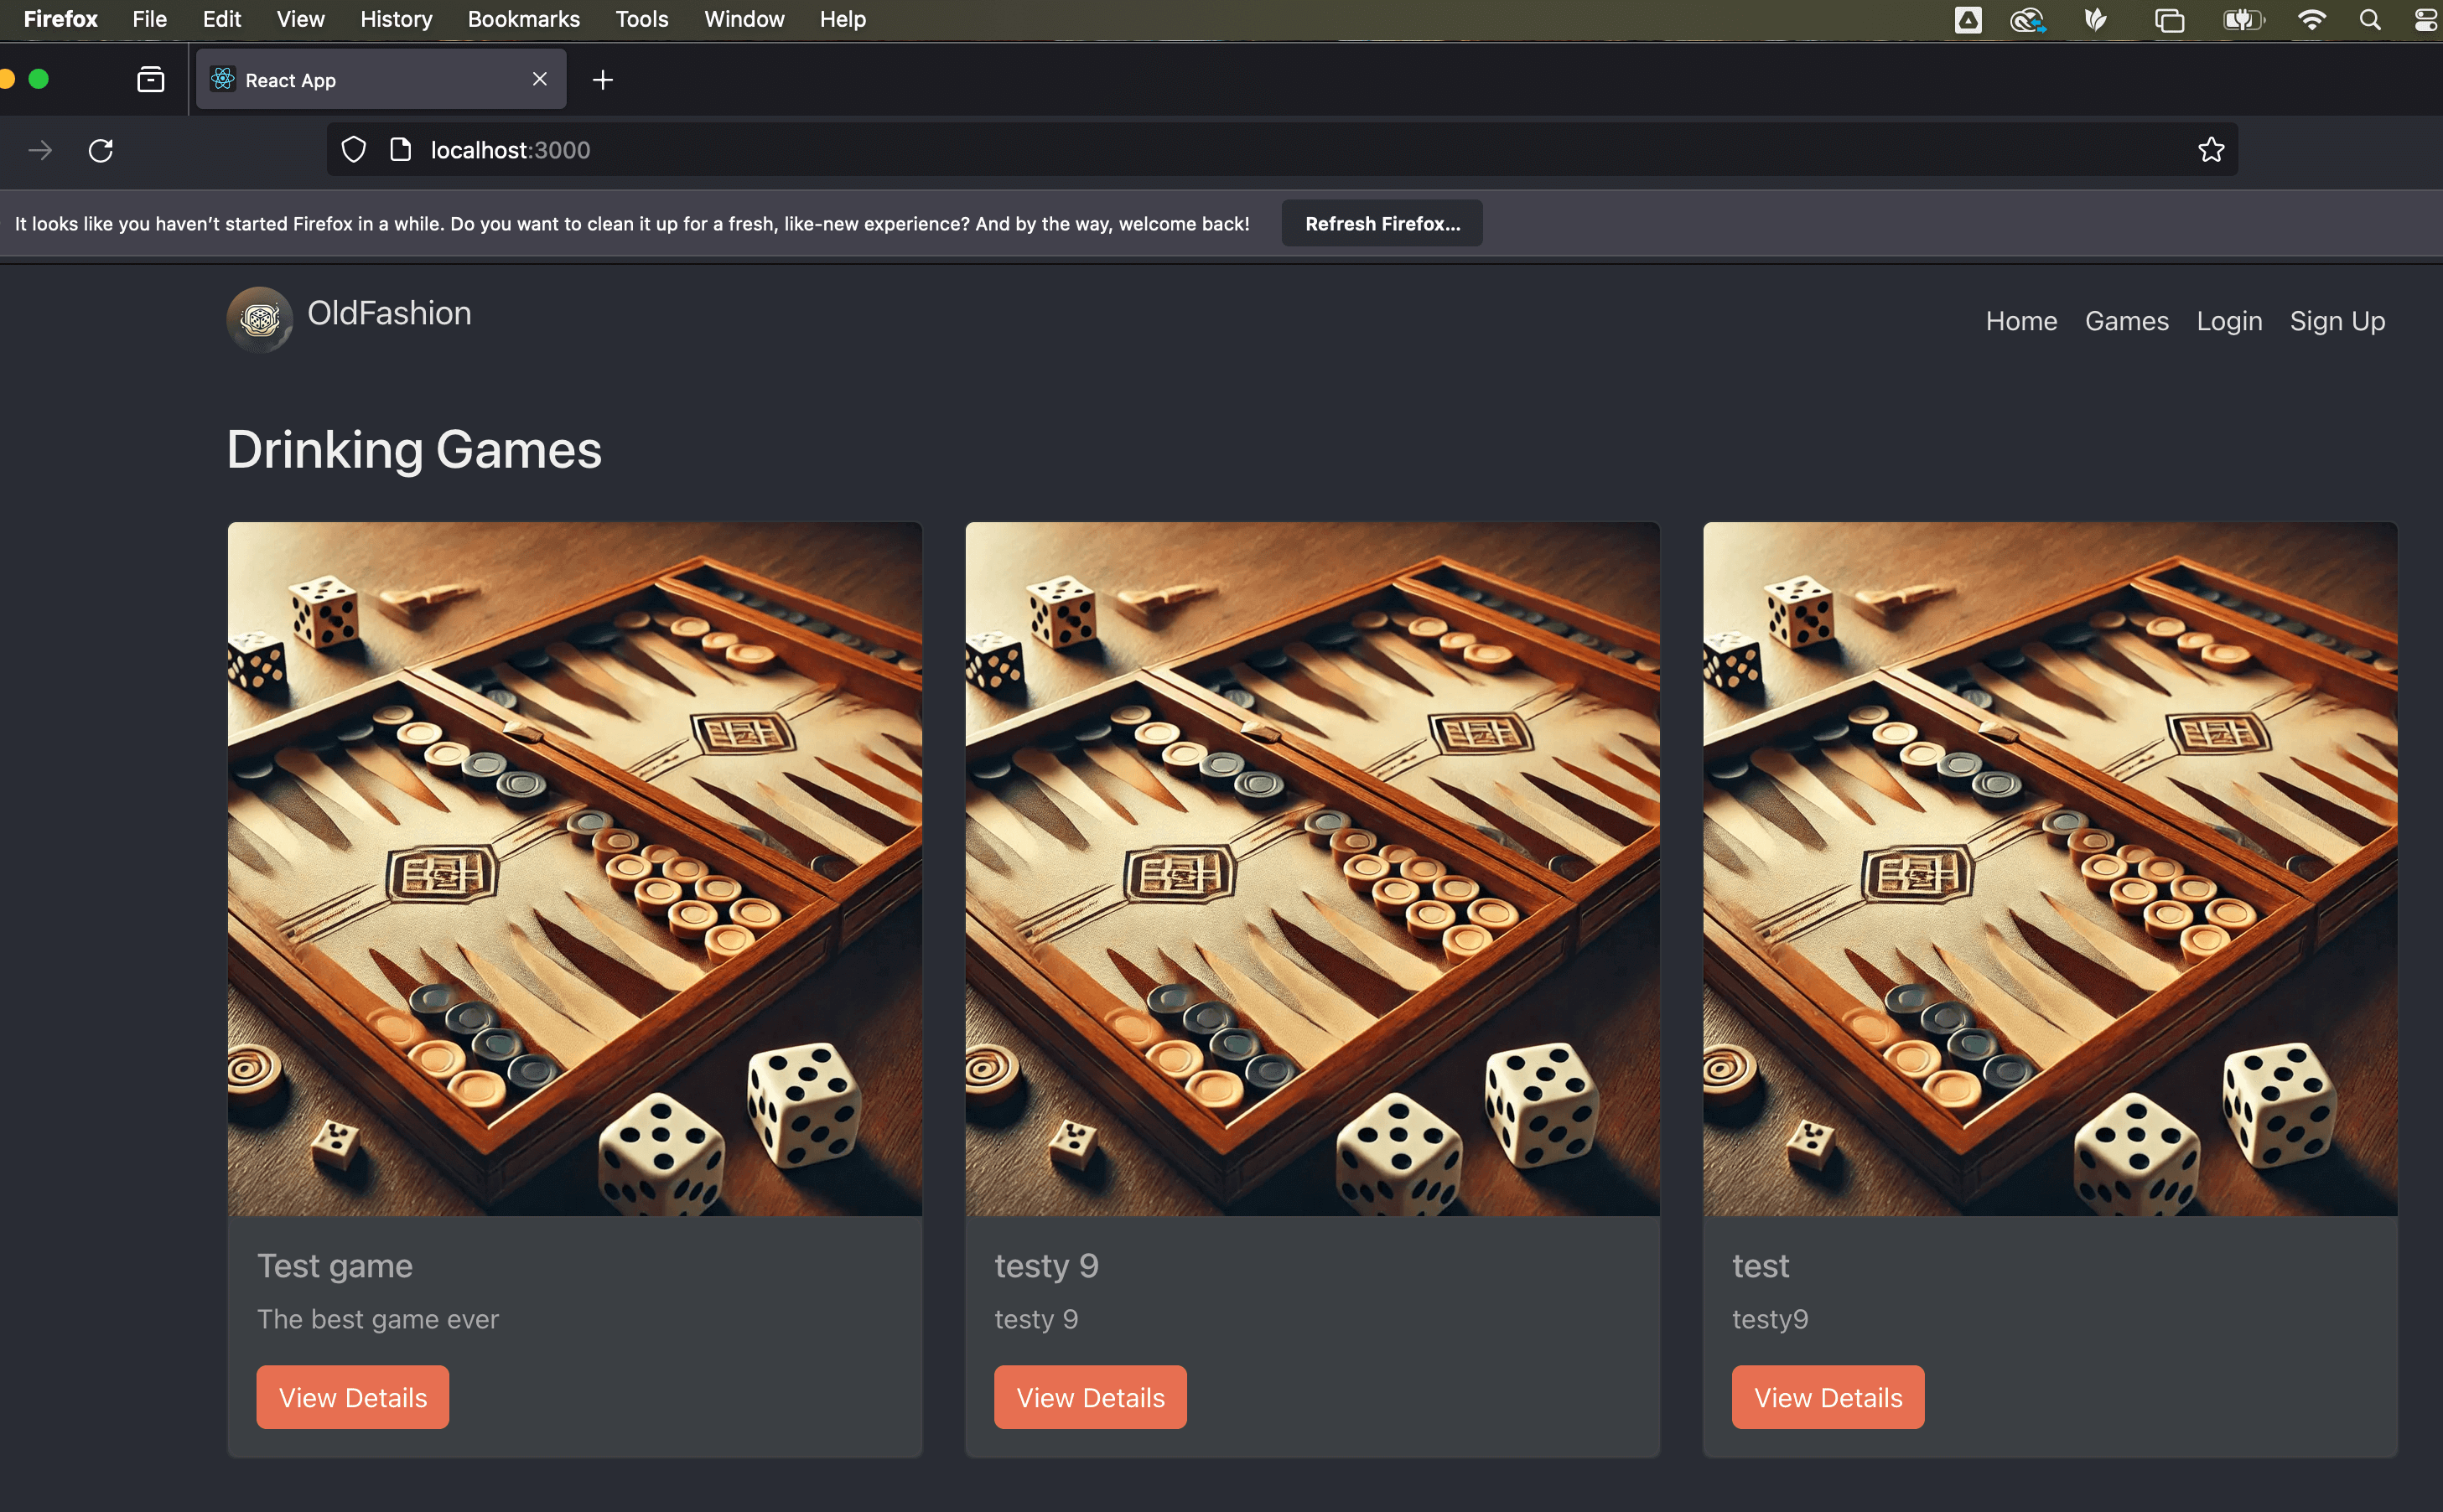 Firefox File Edit View History Bookmarks Tools Window Help
React App
localhost:3000
It looks like you haven’t started Firefox in a while. Do you want to clean it up for a fresh, like-new experience? And by the way, welcome back! Refresh Firefox…
OldFashion
Home Games Login Sign Up
Drinking Games
Test game
The best game ever
View Details
testy 9
testy 9
View Details
test
testy9
View Details